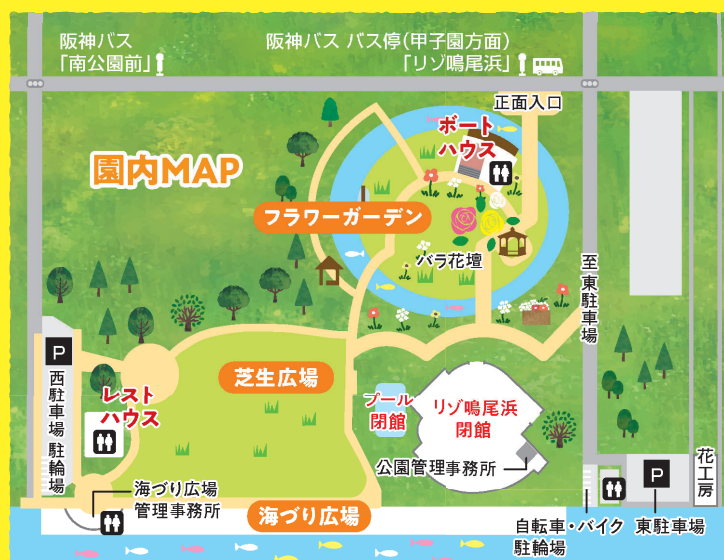 阪神バス
「南公園前」
阪神バス バス停(甲子園方面)
「リゾ鳴尾浜」
正面入口
ボート
ハウス
園内MAP
フラワーガーデン
バラ花壇
至東駐車場
P
西駐車場 駐輪場
レスト
ハウス
芝生広場
プール
閉館
リゾ鳴尾浜
閉館
公園管理事務所
海づり広場
管理事務所
海づり広場
自転車・バイク
駐輪場
P
東駐車場
花工房